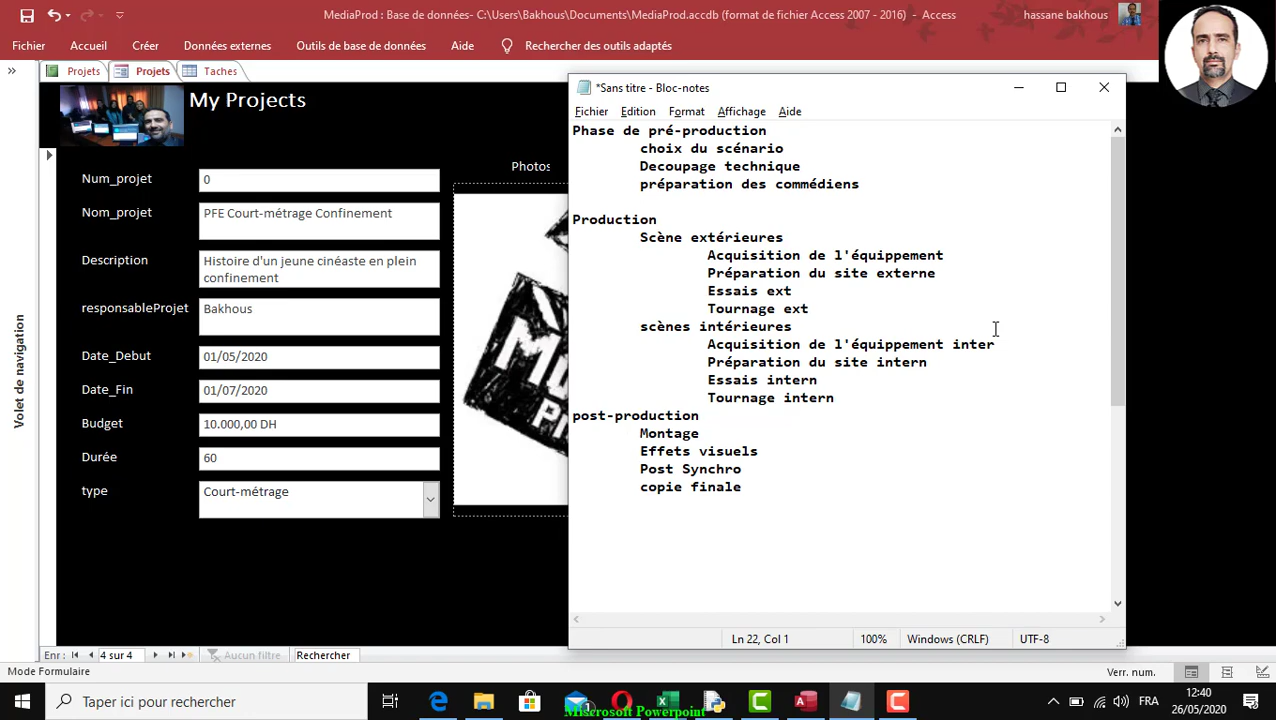 MediaProd : Base de données- C:\Users\Bakhous\Documents\MediaProd.accdb (format de fichier Access 2007 - 2016) - Access
hassane bakhous
Fichier
Accueil
Créer
Données externes
Outils de base de données
Aide
Rechercher des outils adaptés
Projets
Projets
Taches
My Projects
Volet de navigation
Photos
Num_projet
0
Nom_projet
PFE Court-métrage Confinement
Description
Histoire d'un jeune cinéaste en plein
confinement
responsableProjet
Bakhous
Date_Debut
01/05/2020
Date_Fin
01/07/2020
Budget
10.000,00 DH
Durée
60
type
Court-métrage
*Sans titre - Bloc-notes
Fichier
Edition
Format
Affichage
Aide
Phase de pré-production
choix du scénario
Decoupage technique
préparation des commédiens
Production
Scène extérieures
Acquisition de l'équippement
Préparation du site externe
Essais ext
Tournage ext
scènes intérieures
Acquisition de l'équippement inter
Préparation du site intern
Essais intern
Tournage intern
post-production
Montage
Effets visuels
Post Synchro
copie finale
Ln 22, Col 1
100%
Windows (CRLF)
UTF-8
Enr :
4 sur 4
Aucun filtre
Rechercher
Mode Formulaire
Verr. num.
Taper ici pour rechercher
1
Miscrosoft Powerpoint
FRA
12:40
26/05/2020